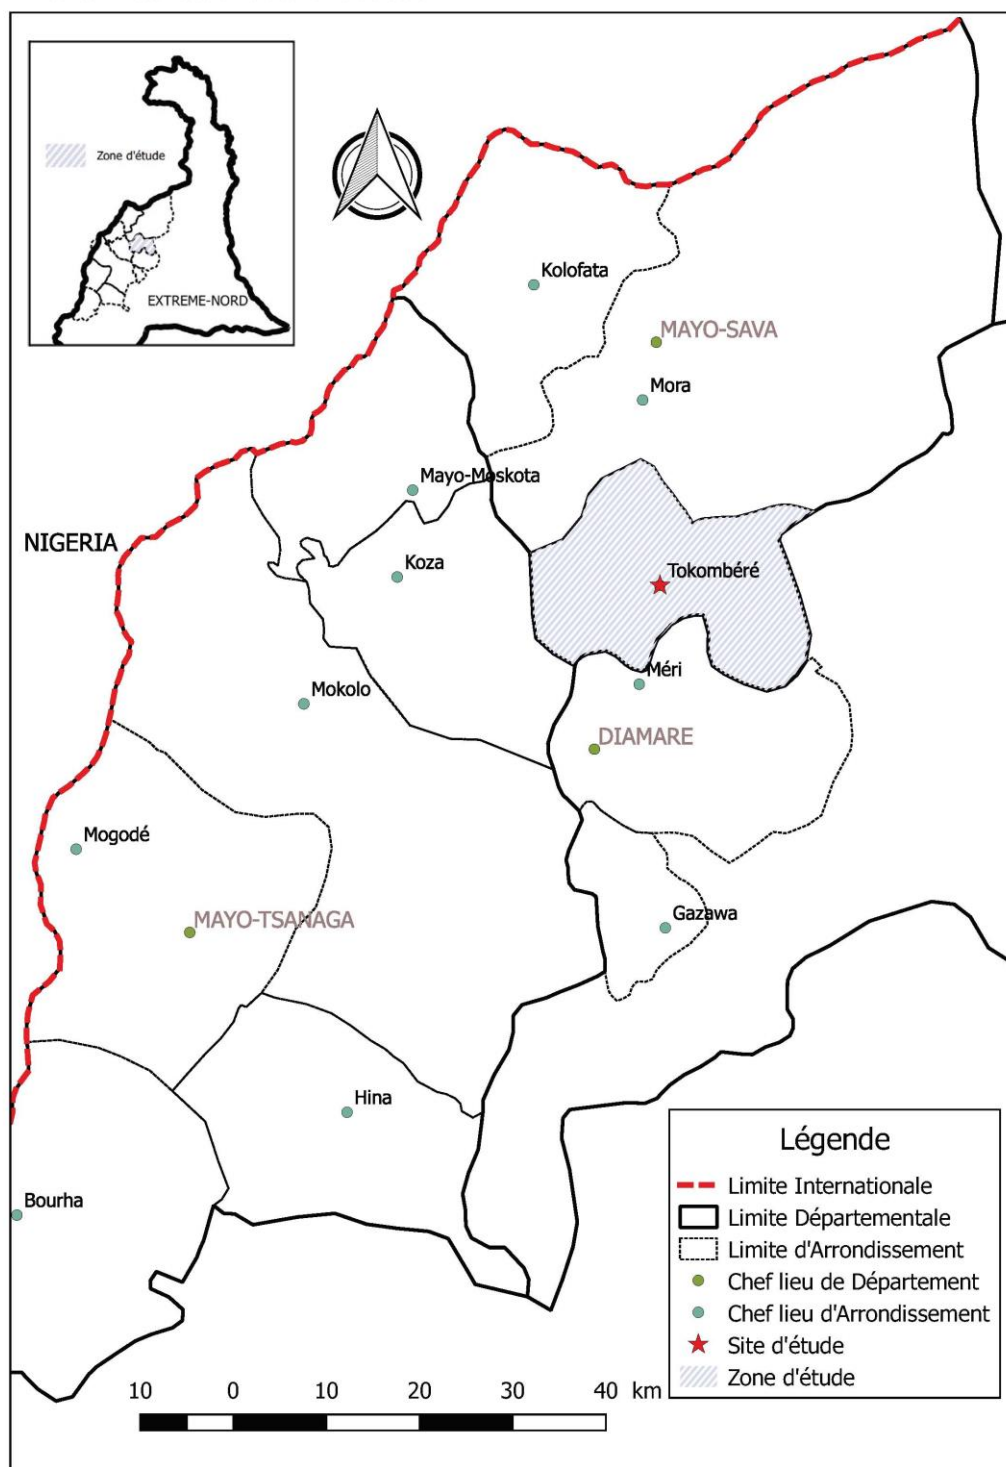 Zone d'étude
EXTREME-NORD
Kolofata
MAYO-SAVA
Mora
Mayo-Moskota
NIGERIA
Koza
Tokombéré
Méri
Mokolo
DIAMARE
Mogodé
MAYO-TSANAGA
Gazawa
Hina
Bourha
Légende
Limite Internationale
Limite Départementale
Limite d'Arrondissement
Chef lieu de Département
Chef lieu d'Arrondissement
Site d'étude
Zone d'étude
10 0 10 20 30 40 km